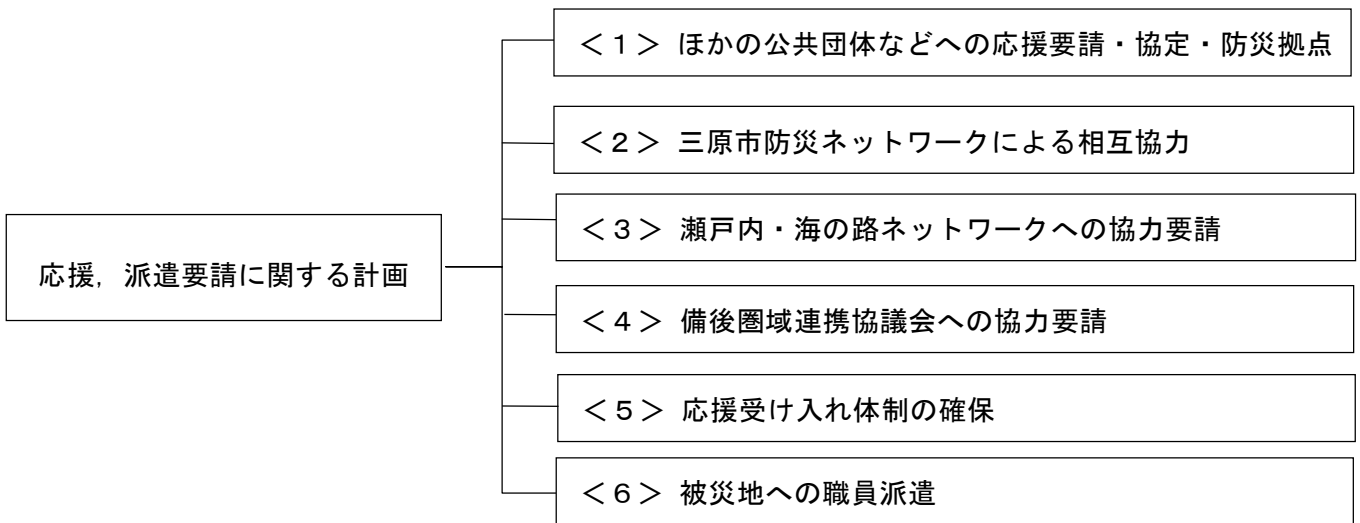 ＜１＞ ほかの公共団体などへの応援要請・協定・防災拠点
＜２＞ 三原市防災ネットワークによる相互協力
＜３＞ 瀬戸内・海の路ネットワークへの協力要請
応援，派遣要請に関する計画
＜４＞ 備後圏域連携協議会への協力要請
＜５＞ 応援受け入れ体制の確保
＜６＞ 被災地への職員派遣